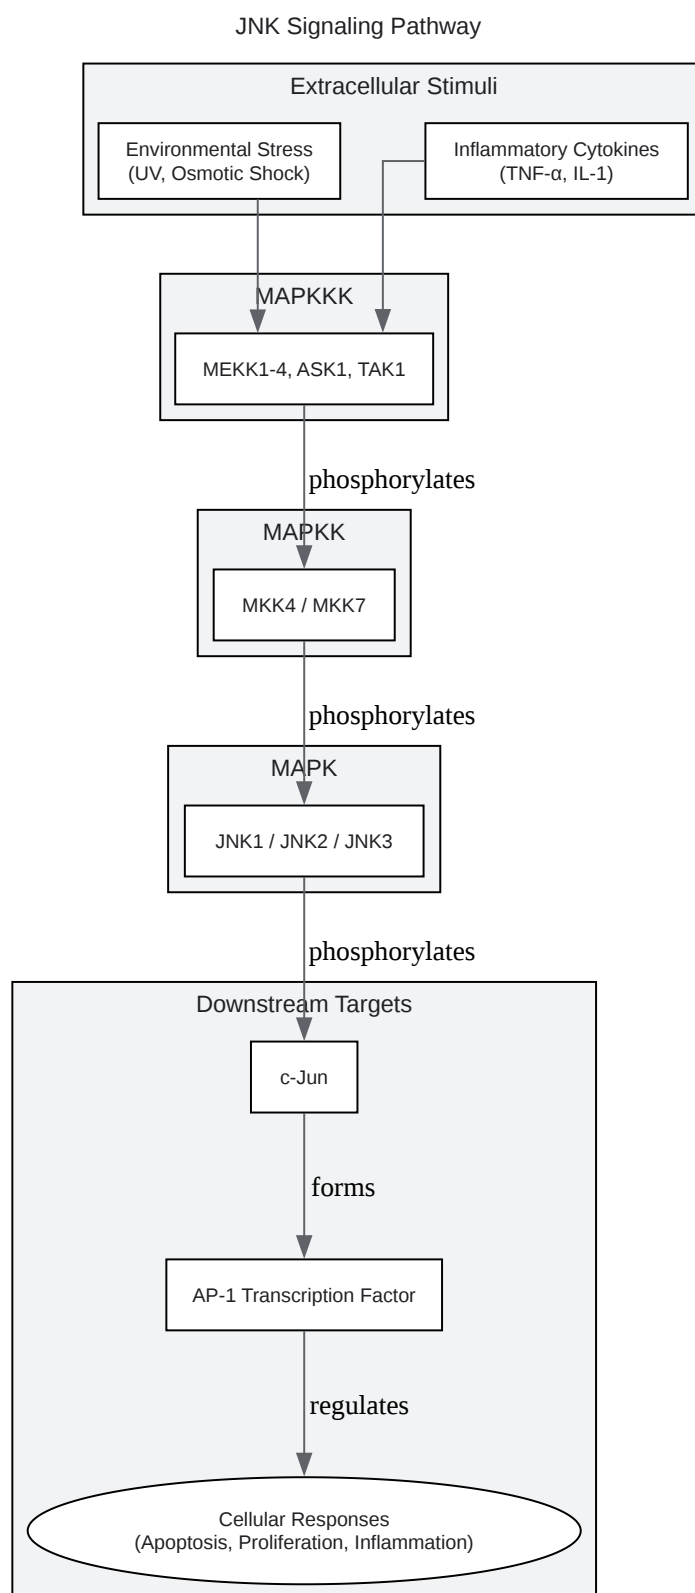 JNK Signaling Pathway
Extracellular Stimuli
Environmental Stress
(UV, Osmotic Shock)
Inflammatory Cytokines
(TNF-α, IL-1)
MAPKKK
MEKK1-4, ASK1, TAK1
phosphorylates
MAPKK
MKK4 / MKK7
phosphorylates
MAPK
JNK1 / JNK2 / JNK3
phosphorylates
Downstream Targets
c-Jun
forms
AP-1 Transcription Factor
regulates
Cellular Responses
(Apoptosis, Proliferation, Inflammation)